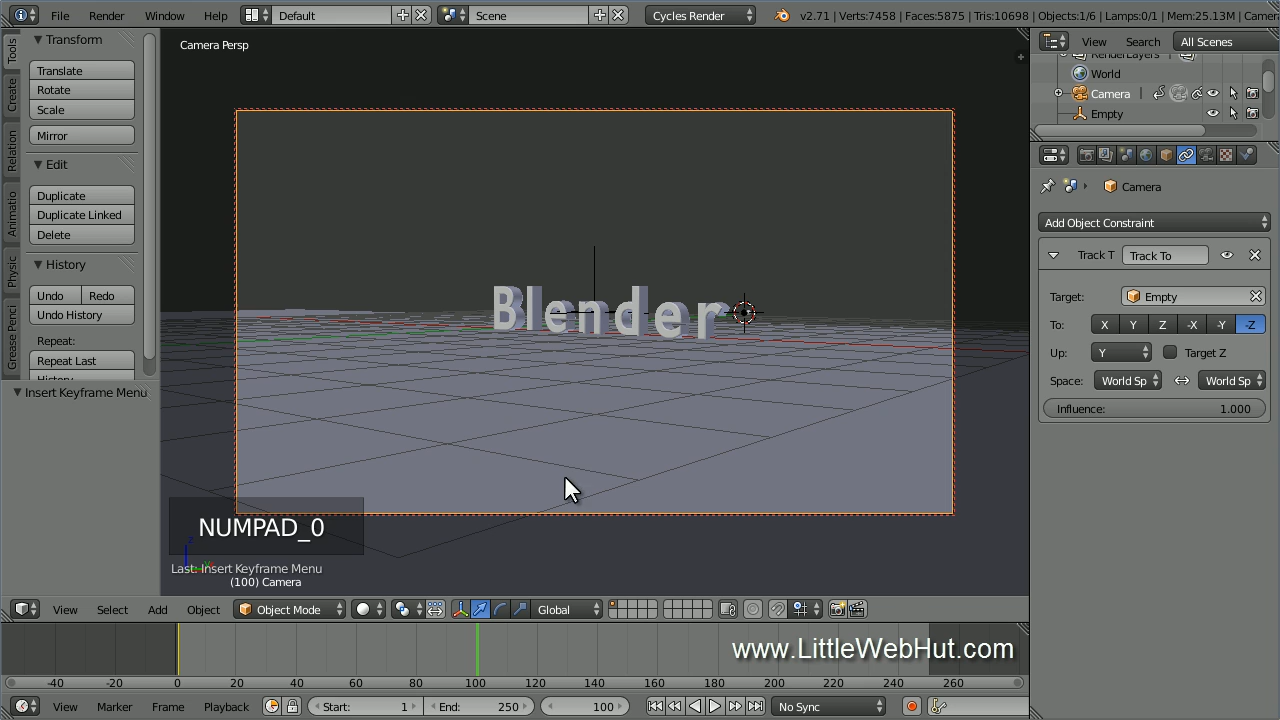 File Render Window Help Default Scene Cycles Render v2.71 | Verts:7458 | Faces:5875 | Tris:10698 | Objects:1/6 | Lamps:0/1 | Mem:25.13M | Camer
Tools
Create
Relation
Animatio
Physic
Grease Penci
Transform
Translate
Rotate
Scale
Mirror
Edit
Duplicate
Duplicate Linked
Delete
History
Undo Redo
Undo History
Repeat:
Repeat Last
History
Insert Keyframe Menu
Camera Persp
Blender
NUMPAD_0
Last: Insert Keyframe Menu
(100) Camera
View Select Add Object Object Mode Global
View Search All Scenes
RenderLayers
World
Camera
Empty
Camera
Add Object Constraint
Track T Track To
Target: Empty
To: X Y Z -X -Y -Z
Up: Y Target Z
Space: World Sp World Sp
Influence: 1.000
www.LittleWebHut.com
-40 -20 0 20 40 60 80 100 120 140 160 180 200 220 240 260
View Marker Frame Playback Start: 1 End: 250 100 No Sync